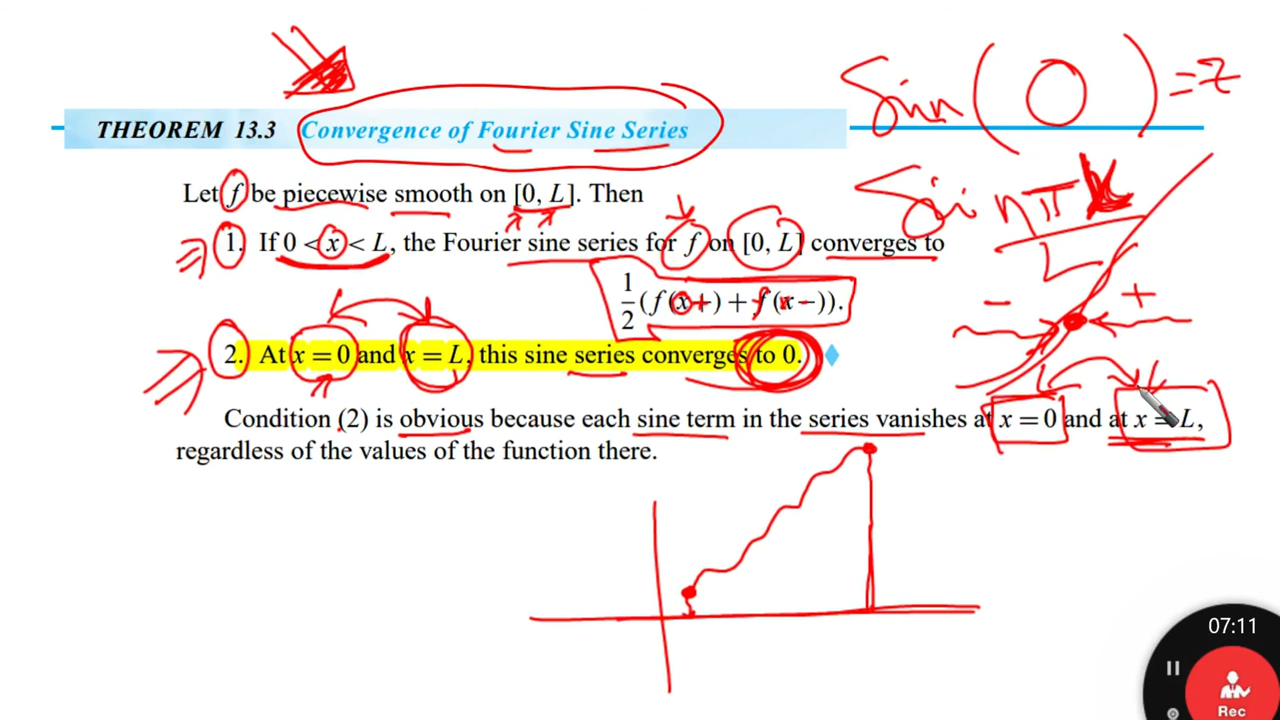 Sin(0) = z
THEOREM 13.3 Convergence of Fourier Sine Series
Let f be piecewise smooth on [0, L]. Then
Sin nπ
L
1. If 0 < x < L, the Fourier sine series for f on [0, L] converges to
1/2 (f(x+) + f(x−)).
− +
2. At x = 0 and x = L, this sine series converges to 0.
Condition (2) is obvious because each sine term in the series vanishes at x = 0 and at x = L,
regardless of the values of the function there.
07:11
Rec